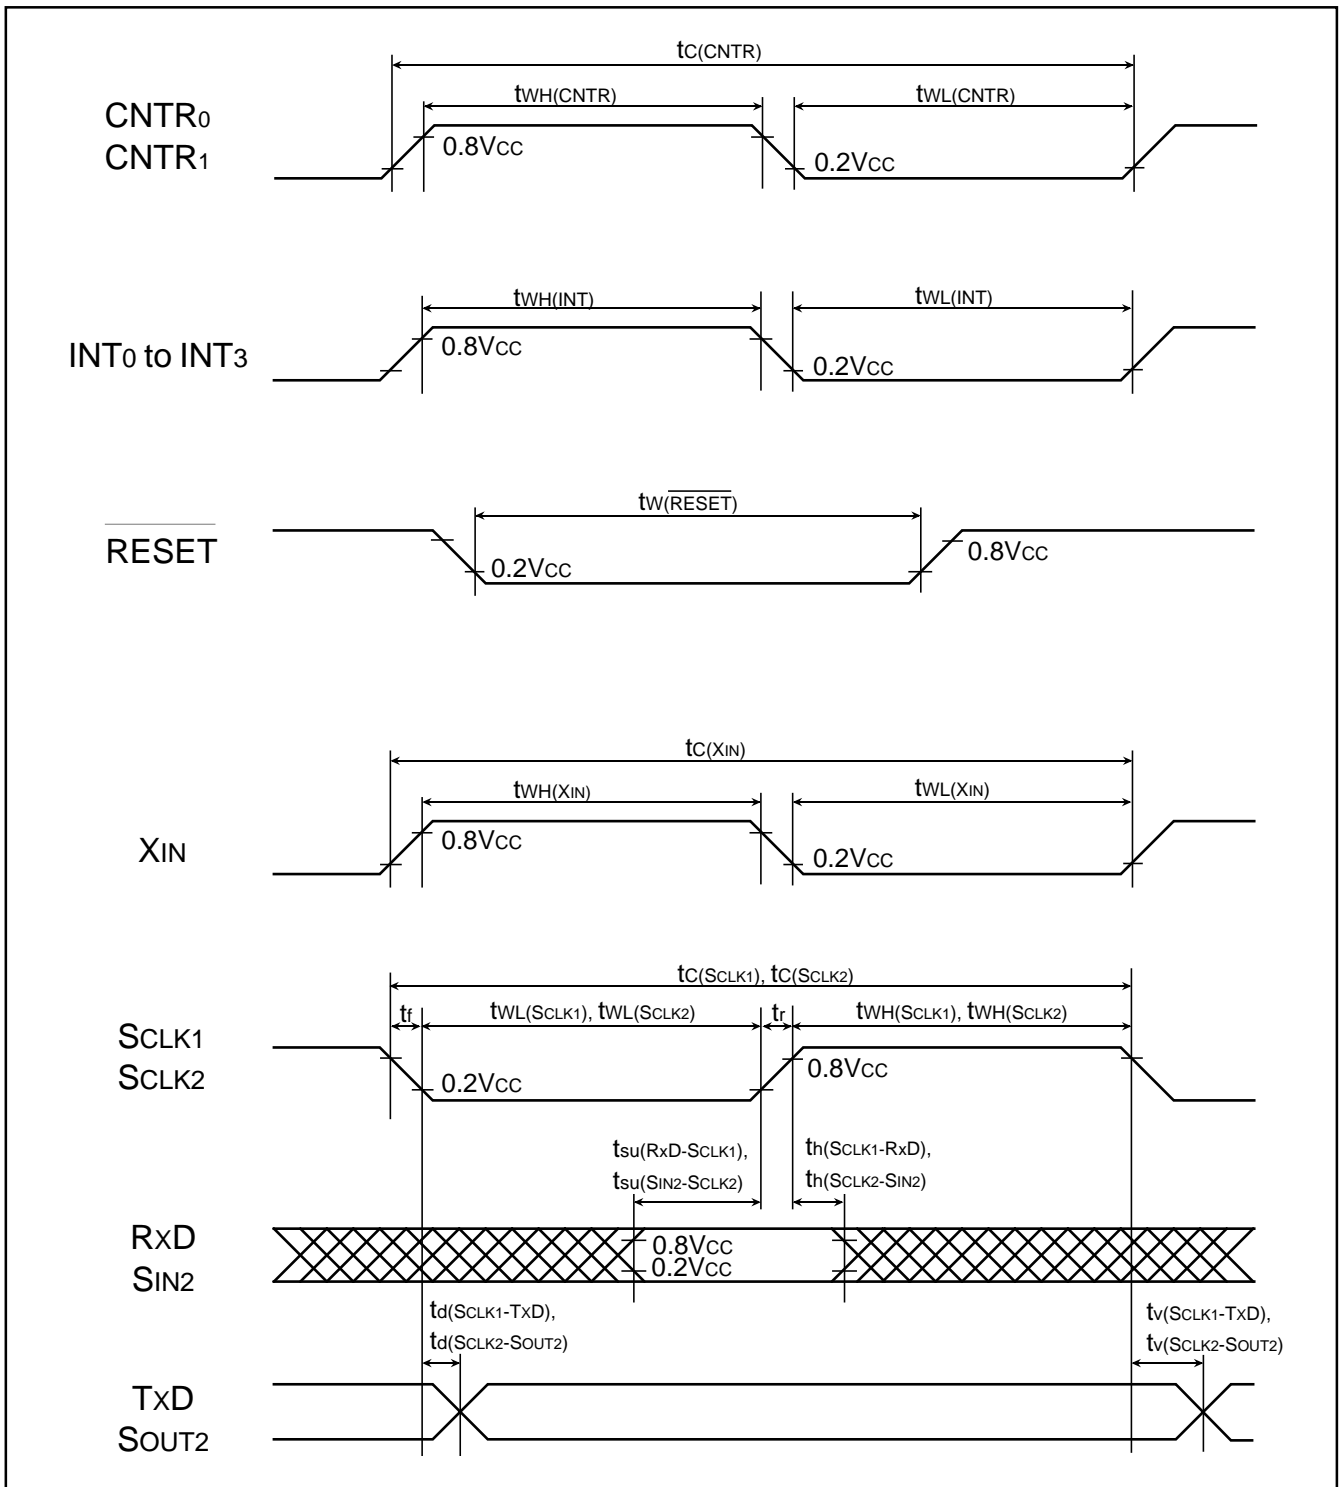 tC(CNTR)
tWH(CNTR)
tWL(CNTR)
CNTR0
CNTR1
0.8VCC
0.2VCC
tWH(INT)
tWL(INT)
INT0 to INT3
0.8VCC
0.2VCC
tW(RESET)
RESET
0.2VCC
0.8VCC
tC(XIN)
tWH(XIN)
tWL(XIN)
XIN
0.8VCC
0.2VCC
tC(SCLK1), tC(SCLK2)
tf
tWL(SCLK1), tWL(SCLK2)
tr
tWH(SCLK1), tWH(SCLK2)
SCLK1
SCLK2
0.2VCC
0.8VCC
tsu(RxD-SCLK1),
tsu(SIN2-SCLK2)
th(SCLK1-RxD),
th(SCLK2-SIN2)
RXD
SIN2
0.8VCC
0.2VCC
td(SCLK1-TXD),
td(SCLK2-SOUT2)
tv(SCLK1-TXD),
tv(SCLK2-SOUT2)
TXD
SOUT2